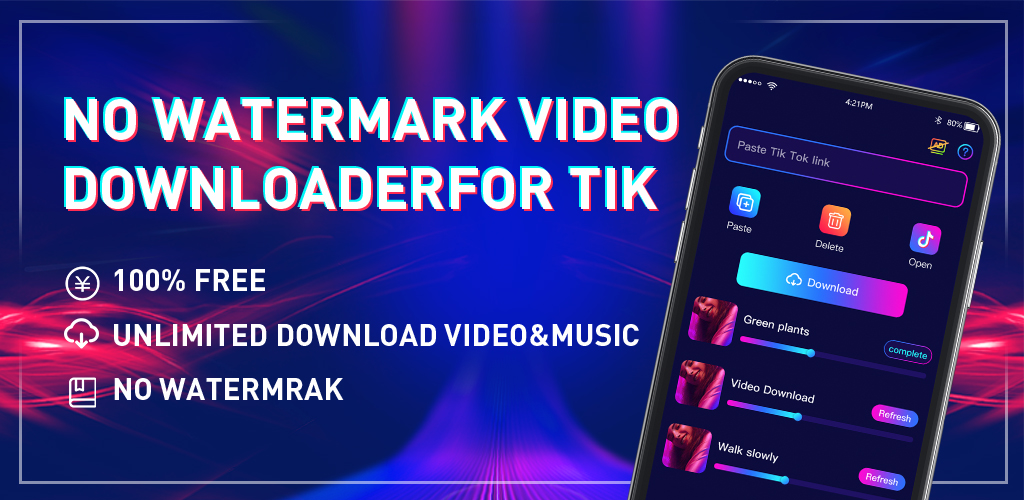 NO WATERMARK VIDEO
DOWNLOADERFOR TIK
100% FREE
UNLIMITED DOWNLOAD VIDEO&MUSIC
NO WATERMRAK
4:21PM
80%
AD
?
Paste Tik Tok link
Paste
Delete
Open
Download
Green plants
complete
Video Download
Refresh
Walk slowly
Refresh